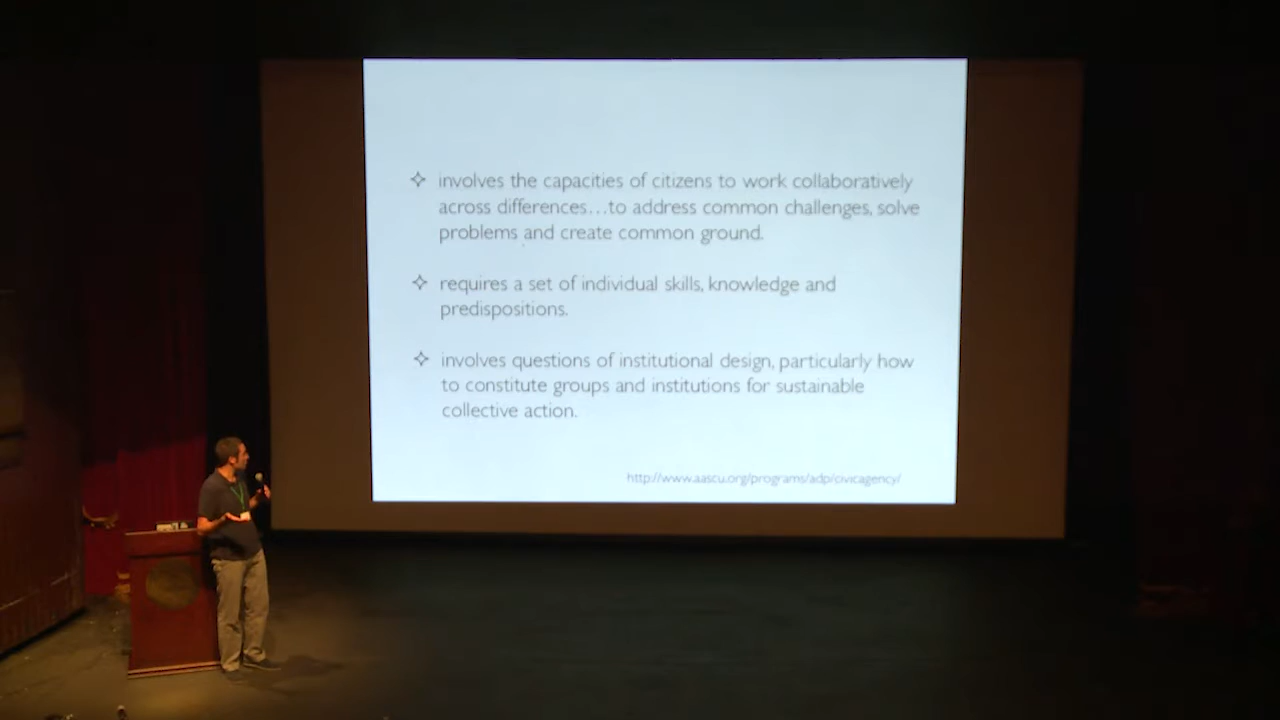 involves the capacities of citizens to work collaboratively
across differences...to address common challenges, solve
problems and create common ground.
requires a set of individual skills, knowledge and
predispositions.
involves questions of institutional design, particularly how
to constitute groups and institutions for sustainable
collective action.
http://www.aascu.org/programs/adp/civicagency/